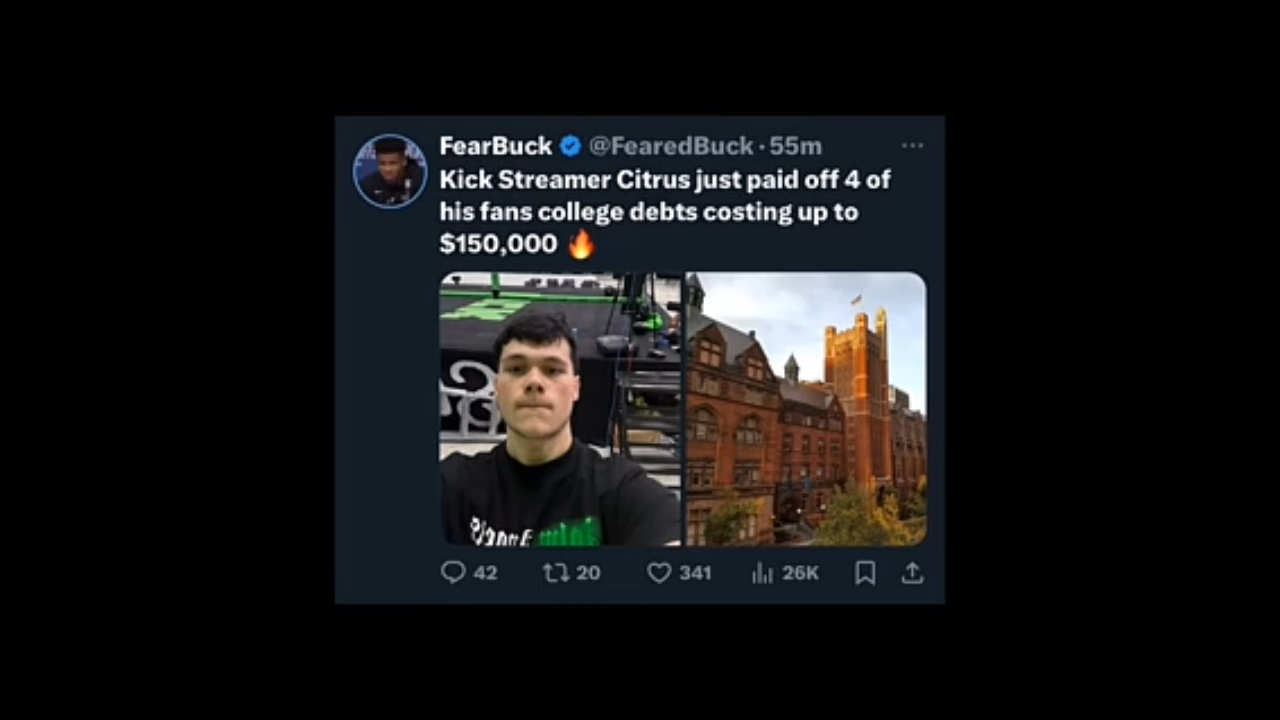 FearBuck @FearedBuck · 55m
Kick Streamer Citrus just paid off 4 of
his fans college debts costing up to
$150,000 🔥
42 20 341 26K